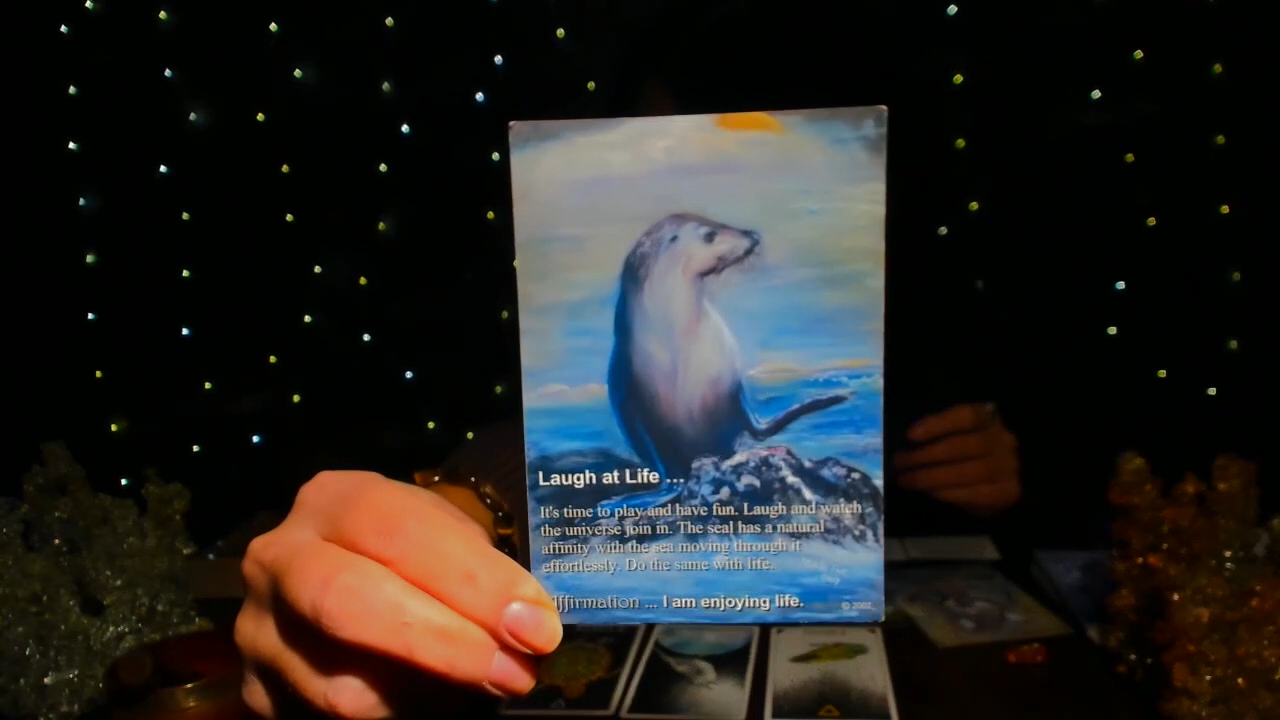 Laugh at Life ...
It's time to play and have fun. Laugh and watch
the universe join in. The seal has a natural
affinity with the sea moving through it
effortlessly. Do the same with life.
Affirmation ... I am enjoying life.
© 2002